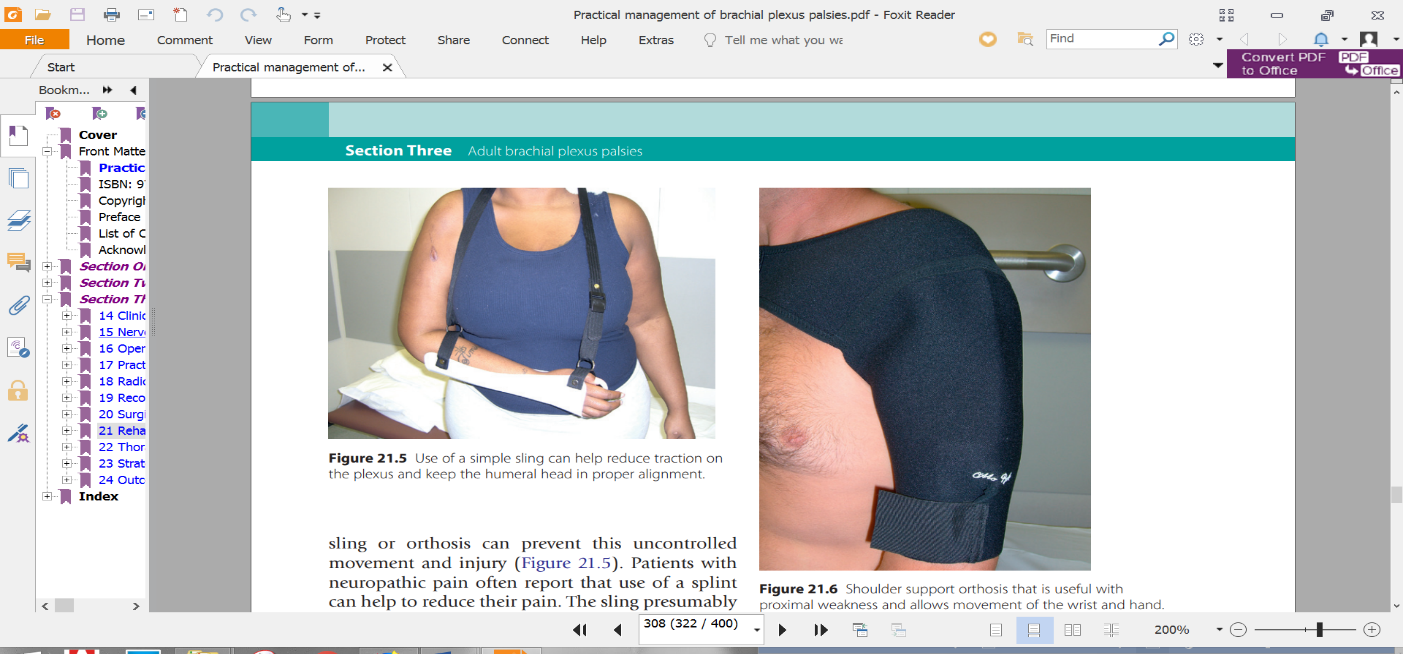 Practical management of brachial plexus palsies.pdf - Foxit Reader
File Home Comment View Form Protect Share Connect Help Extras Tell me what you wa Find
Start Practical management of...
Convert PDF
to Office
PDF
Office
Bookm...
Cover
Front Matte
Practic
ISBN: 9
Copyrigh
Preface
List of C
Acknowl
Section O
Section Tw
Section Th
14 Clinic
15 Nerv
16 Oper
17 Pract
18 Radic
19 Reco
20 Surgi
21 Reha
22 Thor
23 Strat
24 Outc
Index
Section Three Adult brachial plexus palsies
Figure 21.5 Use of a simple sling can help reduce traction on
the plexus and keep the humeral head in proper alignment.
sling or orthosis can prevent this uncontrolled
movement and injury (Figure 21.5). Patients with
neuropathic pain often report that use of a splint
can help to reduce their pain. The sling presumably
Figure 21.6 Shoulder support orthosis that is useful with
proximal weakness and allows movement of the wrist and hand.
308 (322 / 400)
200%